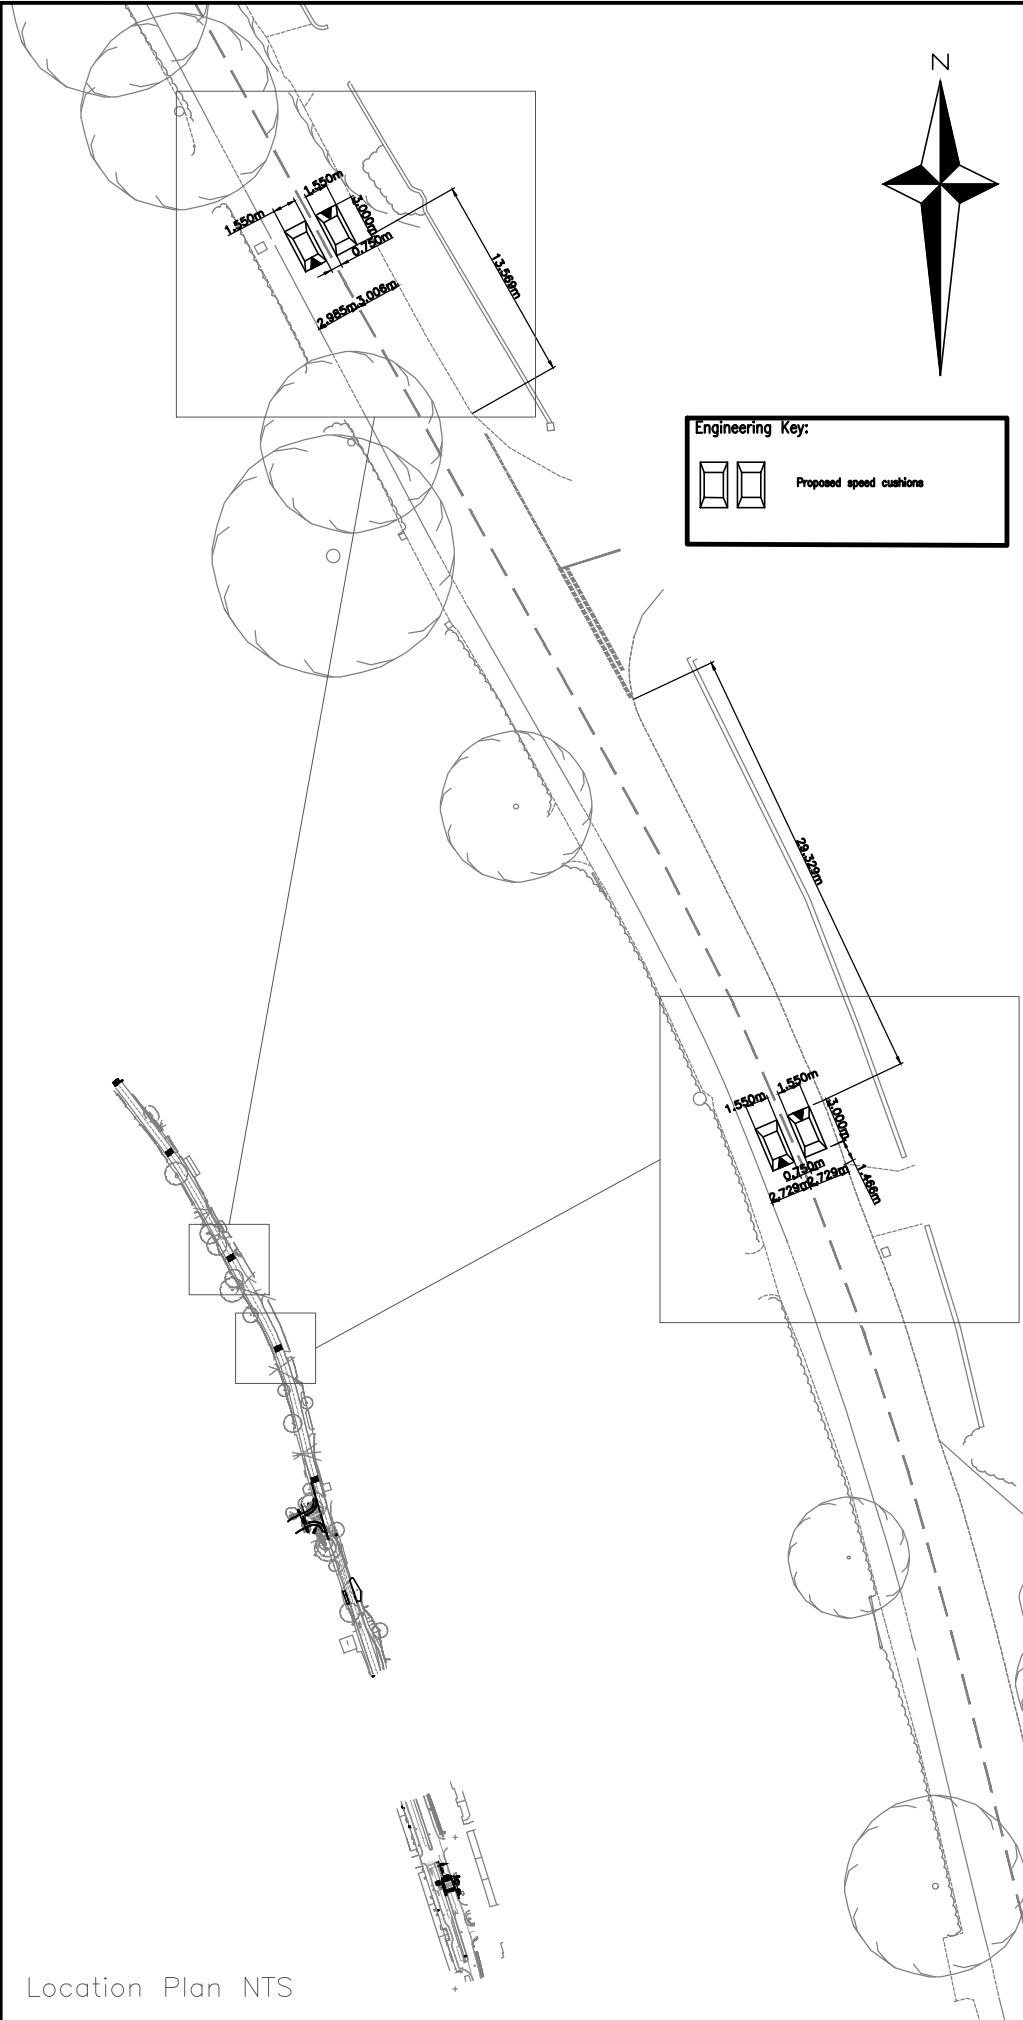 N
1.550m
1.550m
3.000m
0.750m
13.569m
2.985m 3.006m
Engineering Key:
Proposed speed cushions
29.329m
1.550m
1.550m
3.000m
0.750m
2.729m 2.729m
1.466m
Location Plan NTS